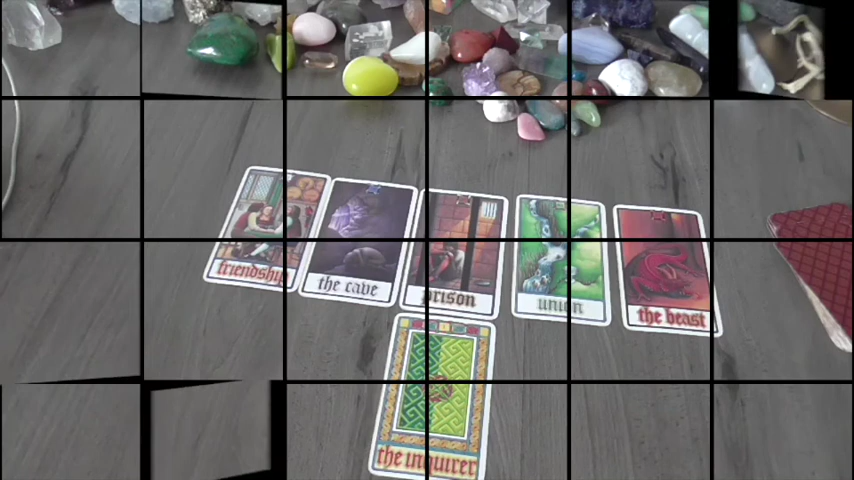 friendship
the cave
prison
union
the beast
the inquirer